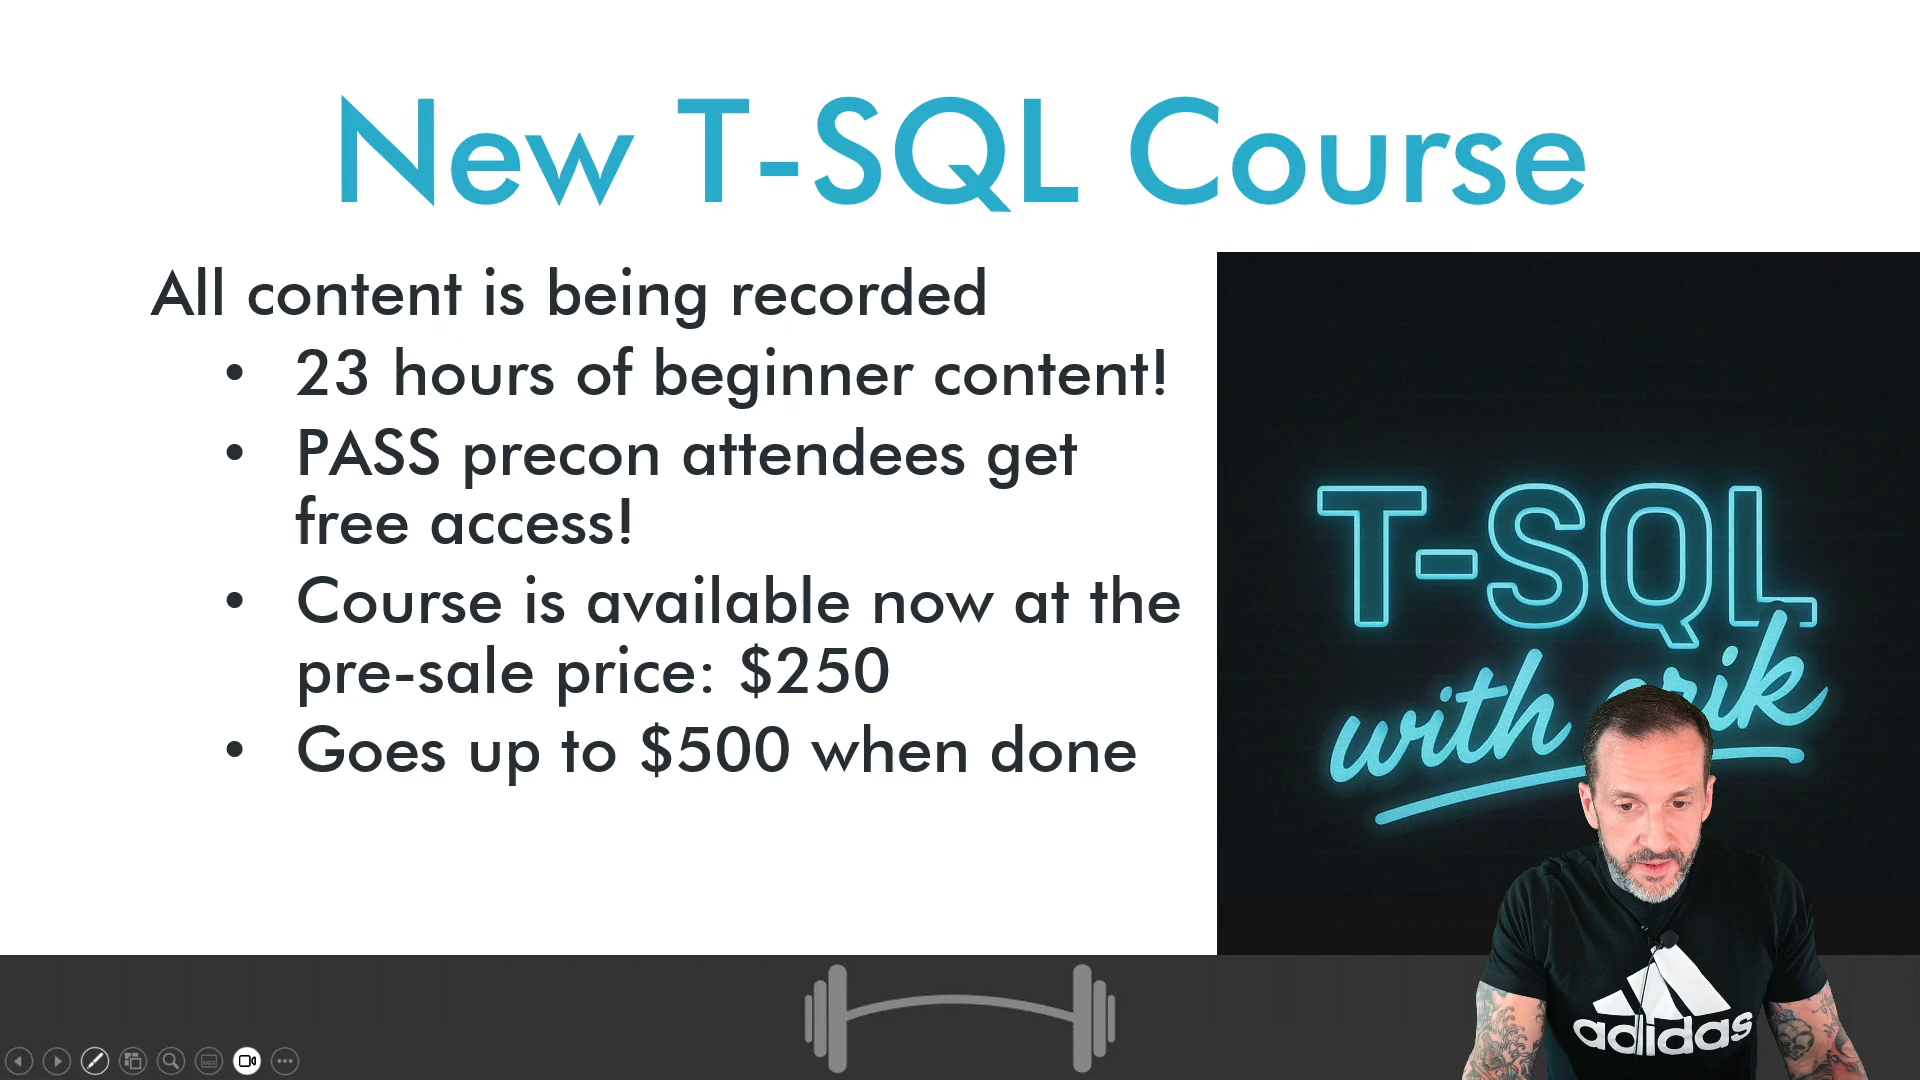 New T-SQL Course
All content is being recorded
• 23 hours of beginner content!
• PASS precon attendees get
free access!
• Course is available now at the
pre-sale price: $250
• Goes up to $500 when done
T-SQL
with erik
adidas